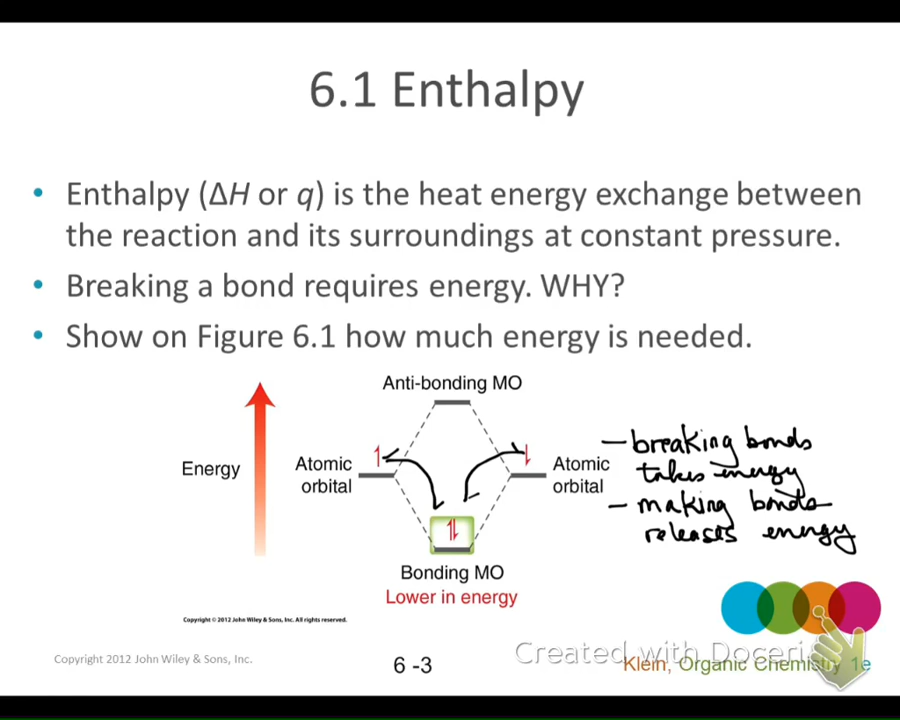 6.1 Enthalpy
• Enthalpy (ΔH or q) is the heat energy exchange between
the reaction and its surroundings at constant pressure.
• Breaking a bond requires energy. WHY?
• Show on Figure 6.1 how much energy is needed.
Anti-bonding MO
Energy
Atomic
orbital
Atomic
orbital
– breaking bonds
takes energy
– making bonds
releases energy
Bonding MO
Lower in energy
Copyright © 2012 John Wiley & Sons, Inc. All rights reserved.
Copyright 2012 John Wiley & Sons, Inc.
6 -3
Created with Doceri
Klein, Organic Chemistry 1e